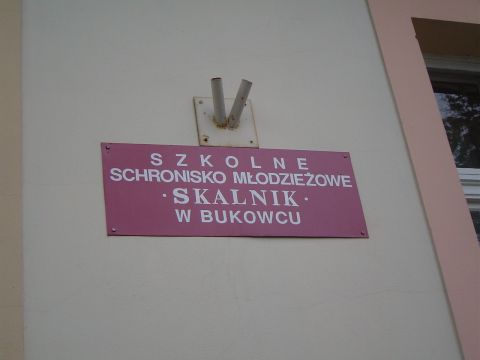 SZKOLNE
SCHRONISKO MŁODZIEŻOWE
· SKALNIK ·
W BUKOWCU